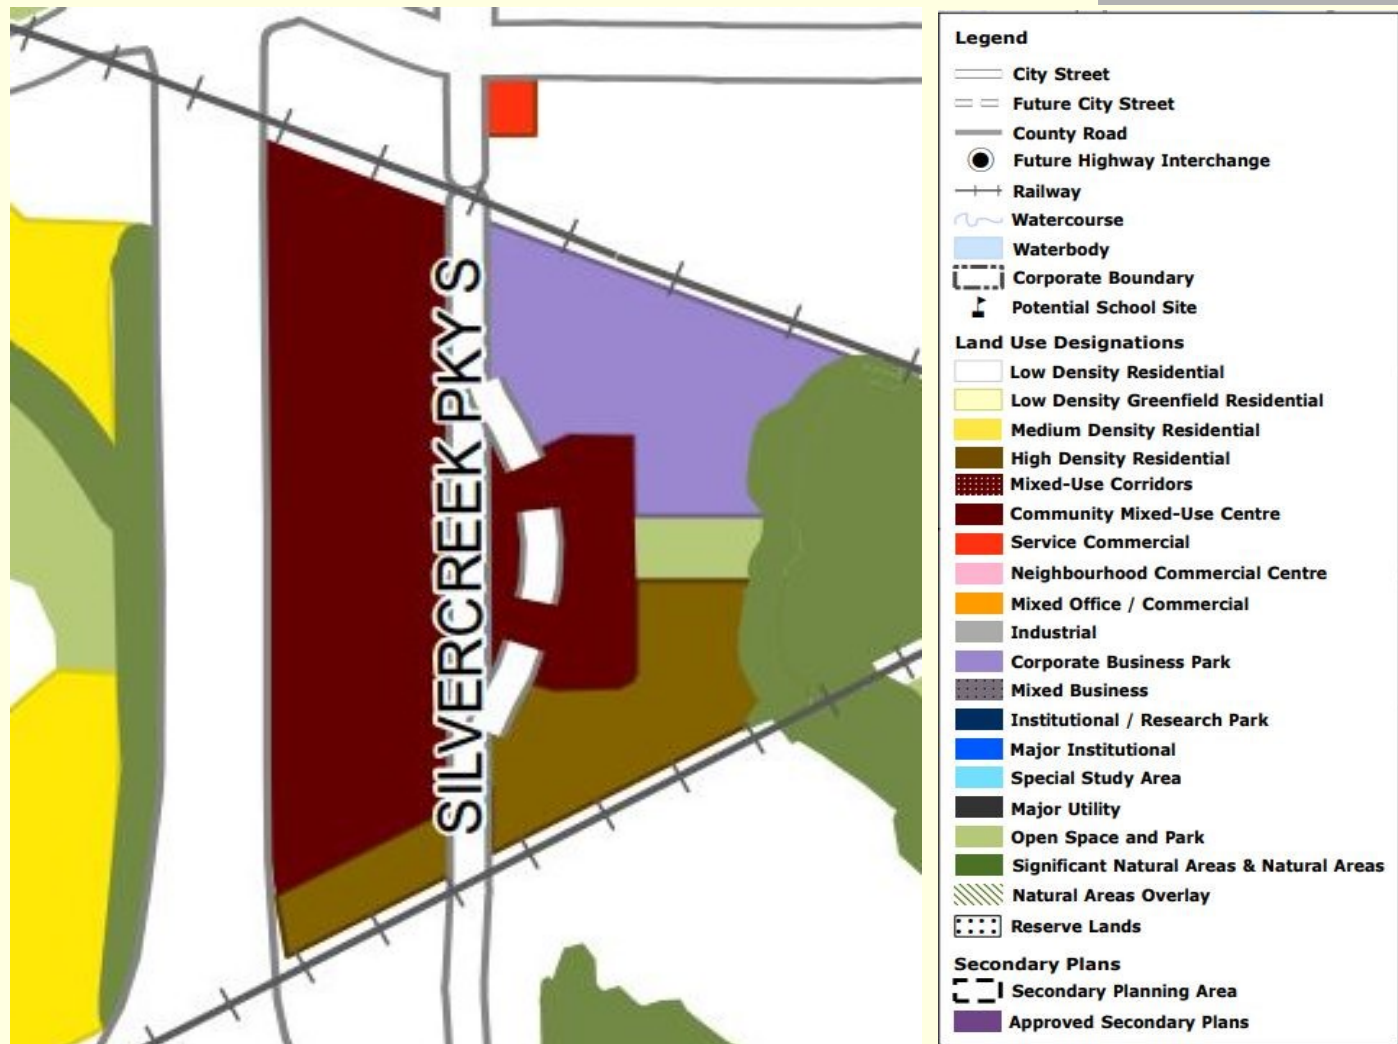 SILVERCREEK PKY S
Legend
City Street
Future City Street
County Road
Future Highway Interchange
Railway
Watercourse
Waterbody
Corporate Boundary
Potential School Site
Land Use Designations
Low Density Residential
Low Density Greenfield Residential
Medium Density Residential
High Density Residential
Mixed-Use Corridors
Community Mixed-Use Centre
Service Commercial
Neighbourhood Commercial Centre
Mixed Office / Commercial
Industrial
Corporate Business Park
Mixed Business
Institutional / Research Park
Major Institutional
Special Study Area
Major Utility
Open Space and Park
Significant Natural Areas & Natural Areas
Natural Areas Overlay
Reserve Lands
Secondary Plans
Secondary Planning Area
Approved Secondary Plans